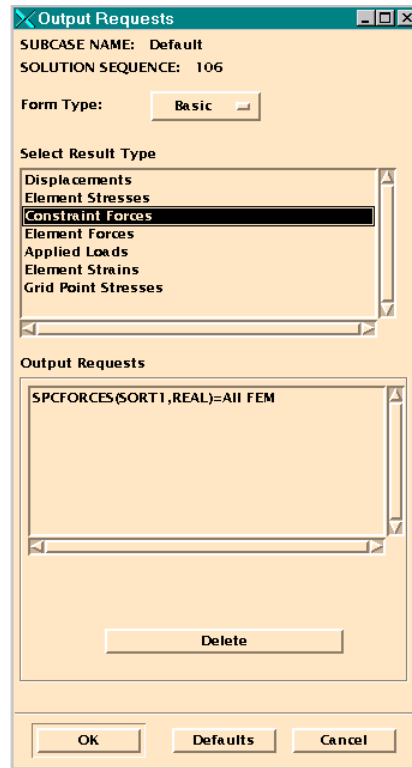 Output Requests
SUBCASE NAME: Default
SOLUTION SEQUENCE: 106
Form Type: Basic
Select Result Type
Displacements
Element Stresses
Constraint Forces
Element Forces
Applied Loads
Element Strains
Grid Point Stresses
Output Requests
SPCFORCES(SORT1,REAL)=All FEM
Delete
OK Defaults Cancel